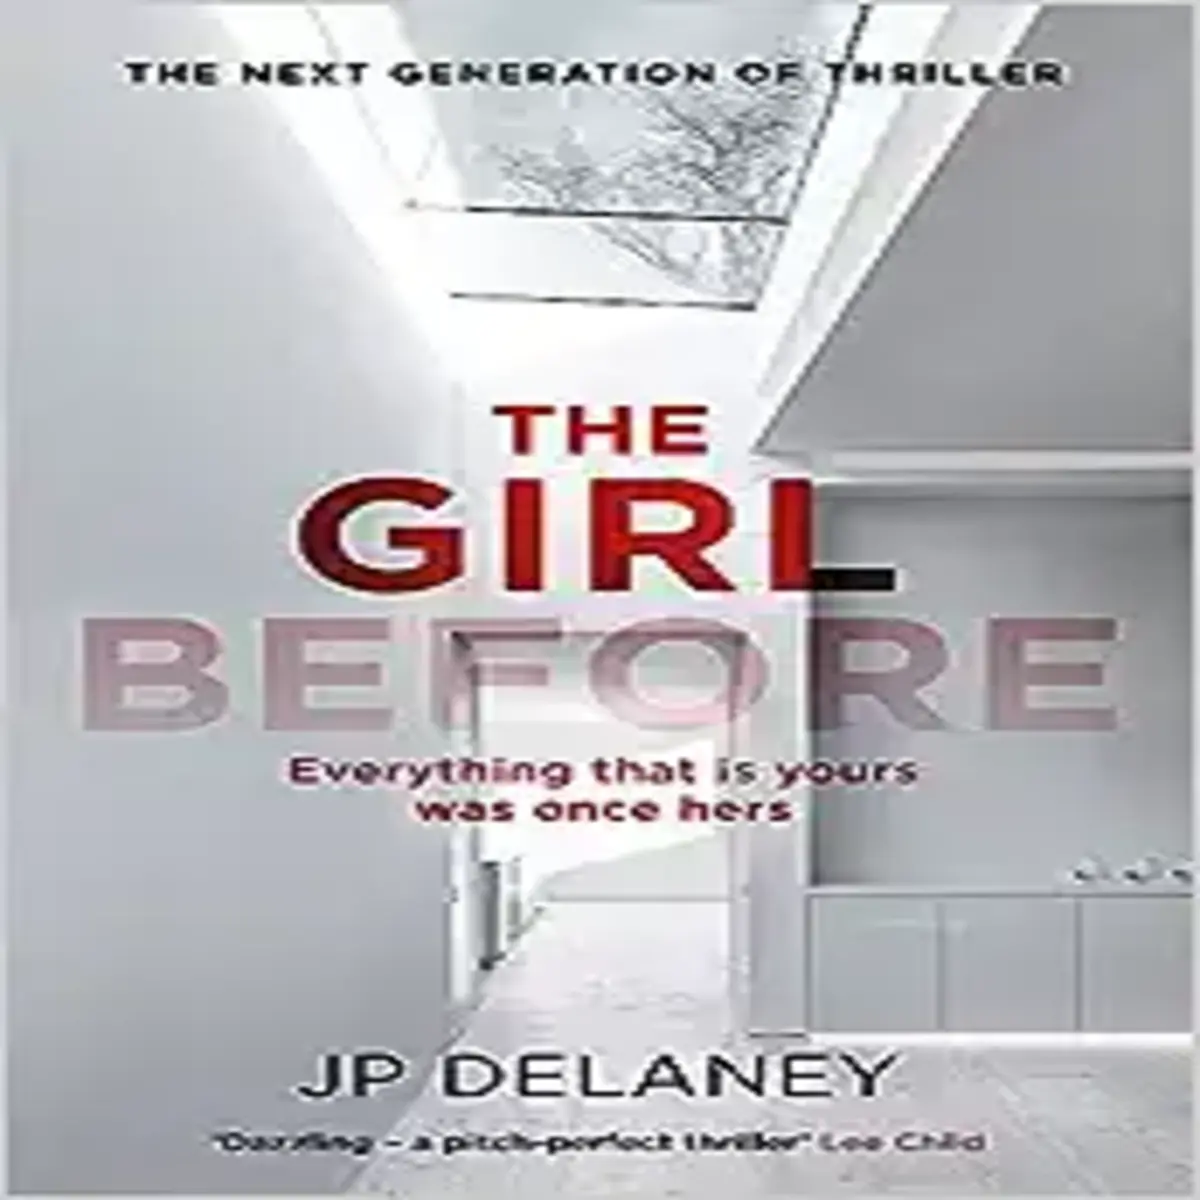 THE NEXT GENERATION OF THRILLER
THE
GIRL
BEFORE
Everything that is yours
was once hers
JP DELANEY
'Dazzling – a pitch-perfect thriller' Lee Child